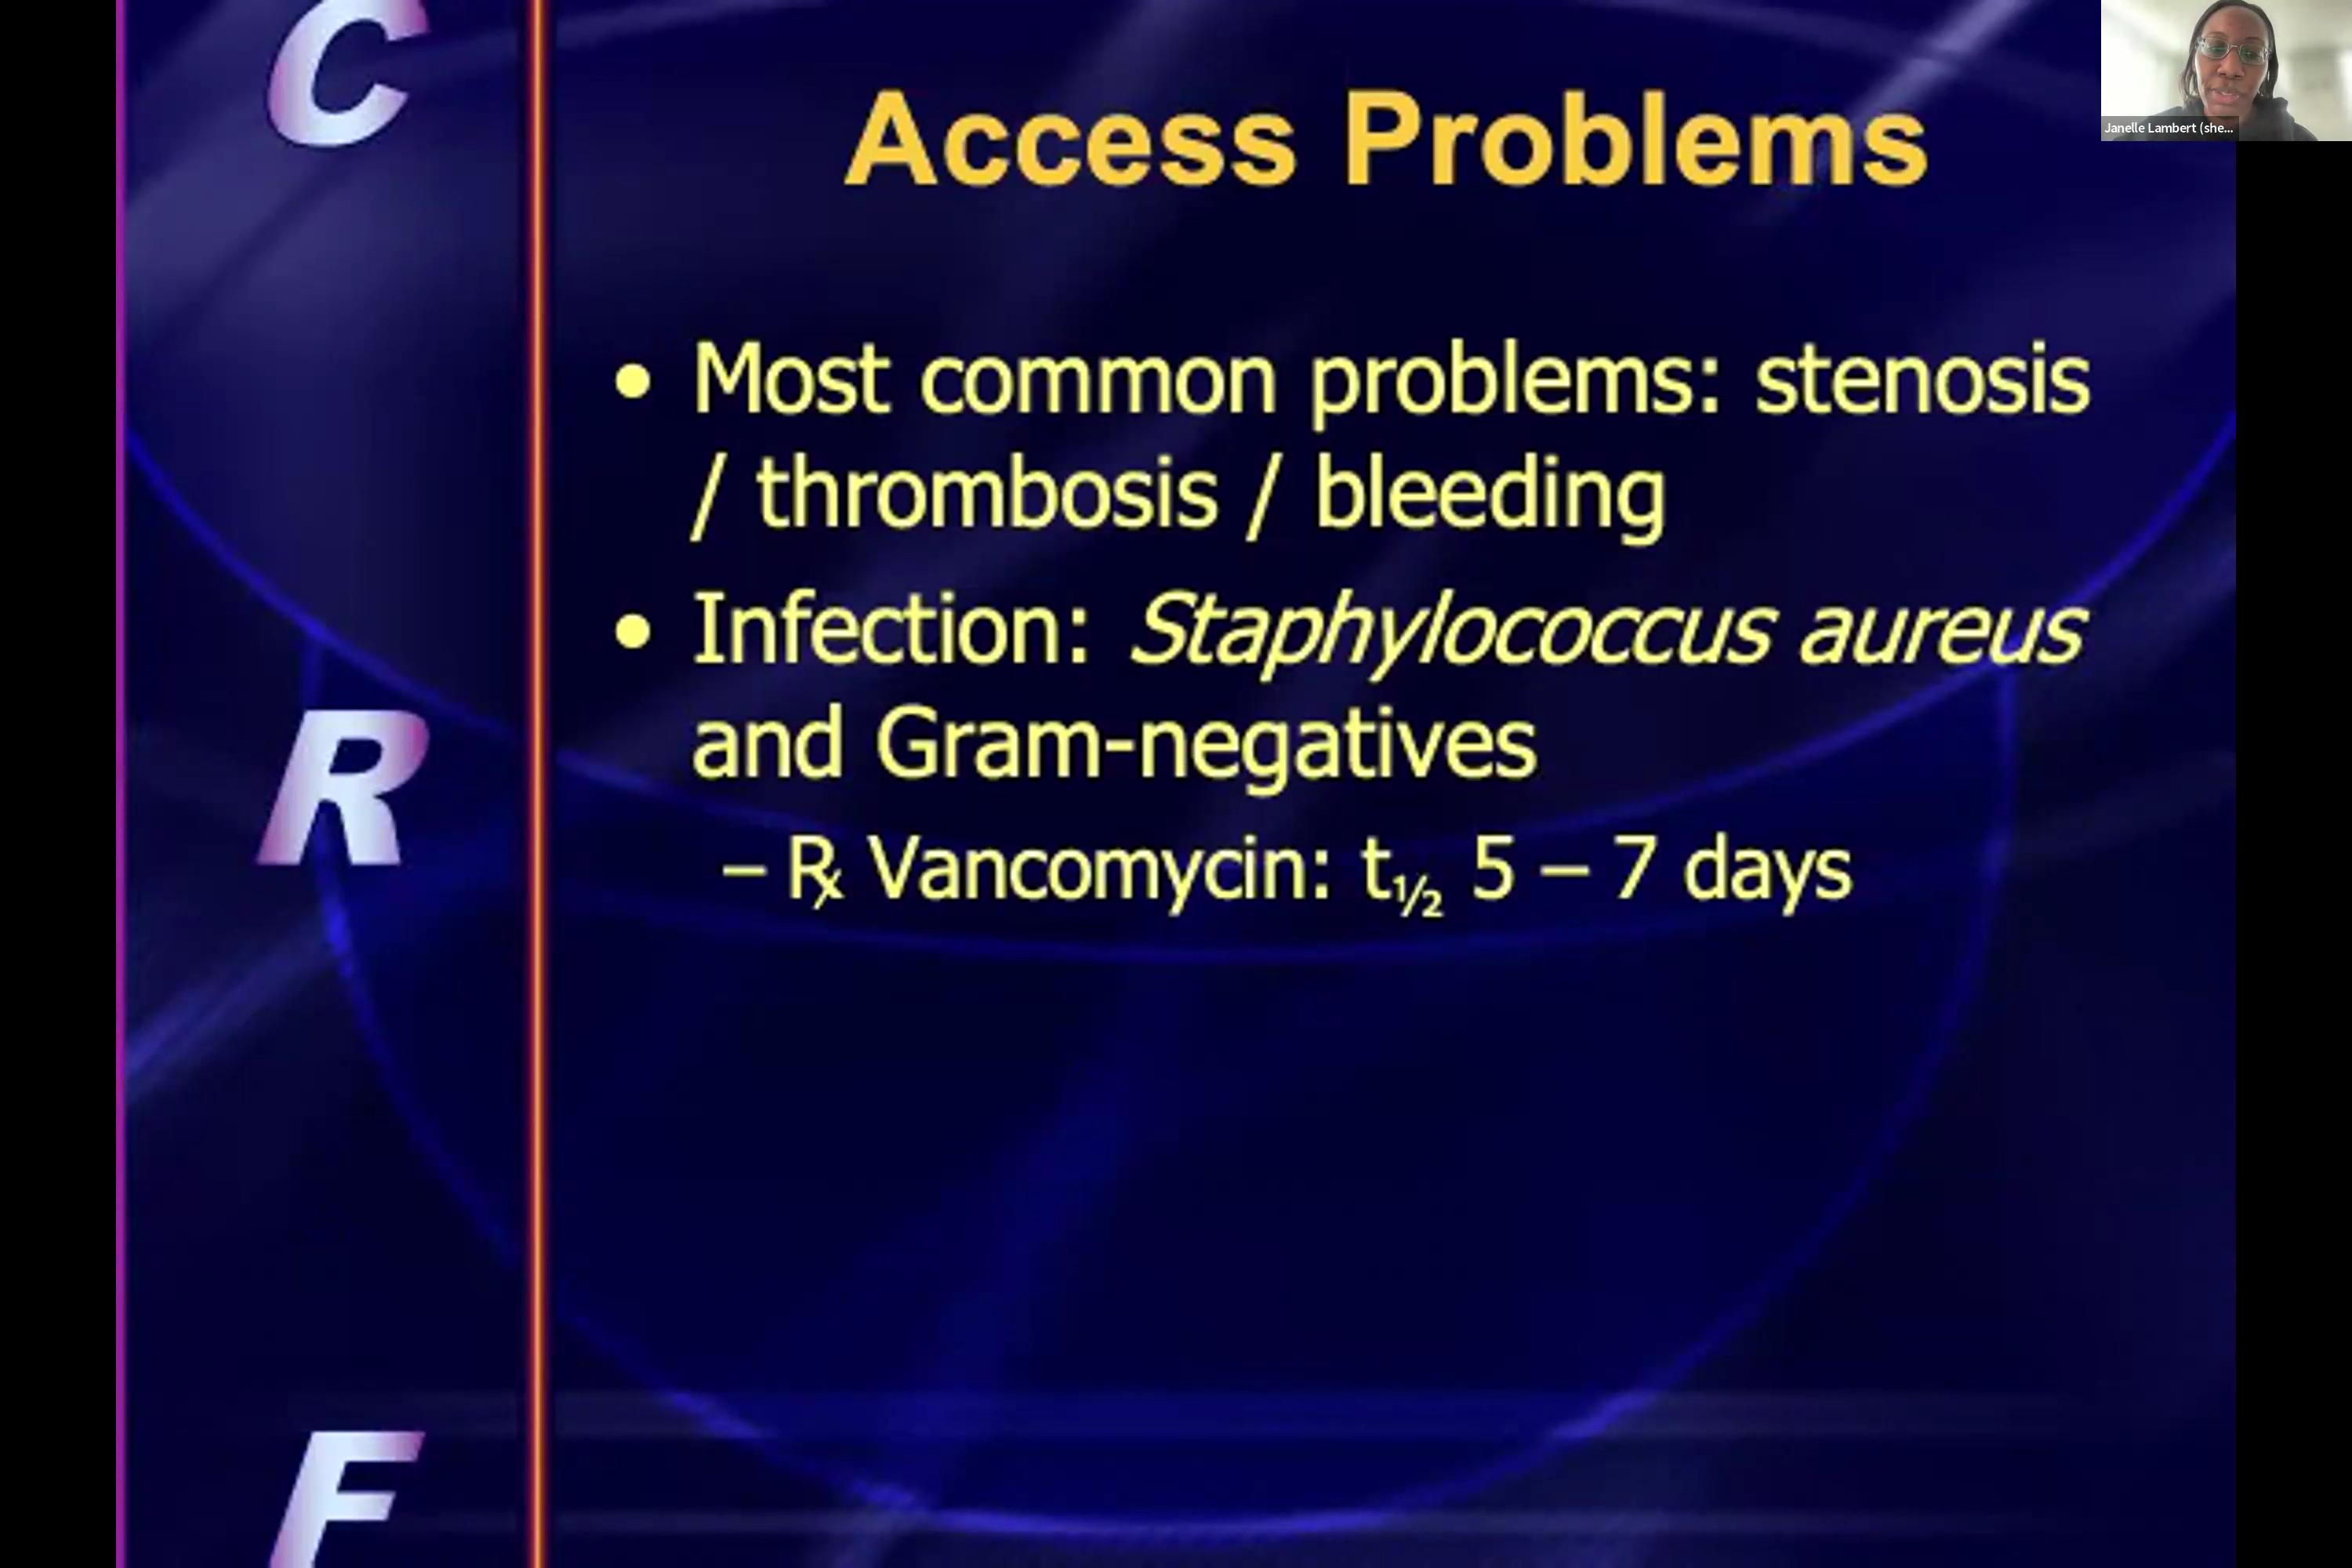 C
R
F
Access Problems
• Most common problems: stenosis
/ thrombosis / bleeding
• Infection: Staphylococcus aureus
and Gram-negatives
– ℞ Vancomycin: t½ 5 – 7 days
Janelle Lambert (she...